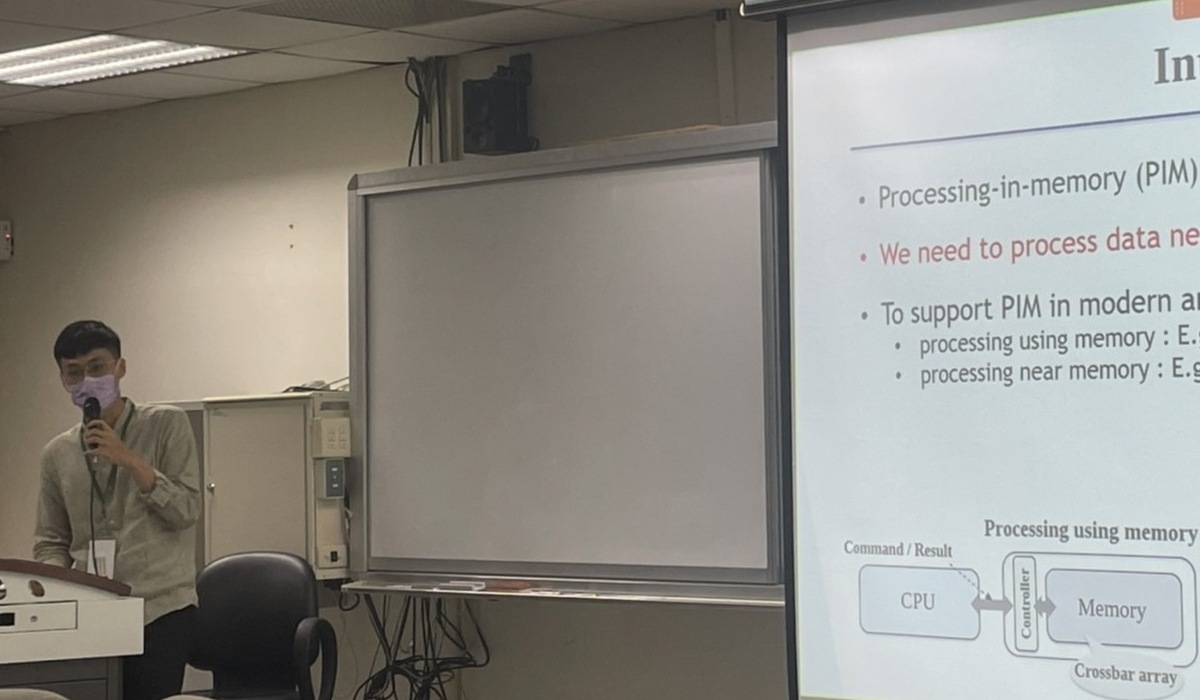 In
Processing-in-memory (PIM)
We need to process data ne
To support PIM in modern a
processing using memory : E.g
processing near memory : E.g
Processing using memory
Command / Result
CPU
Controller
Memory
Crossbar array